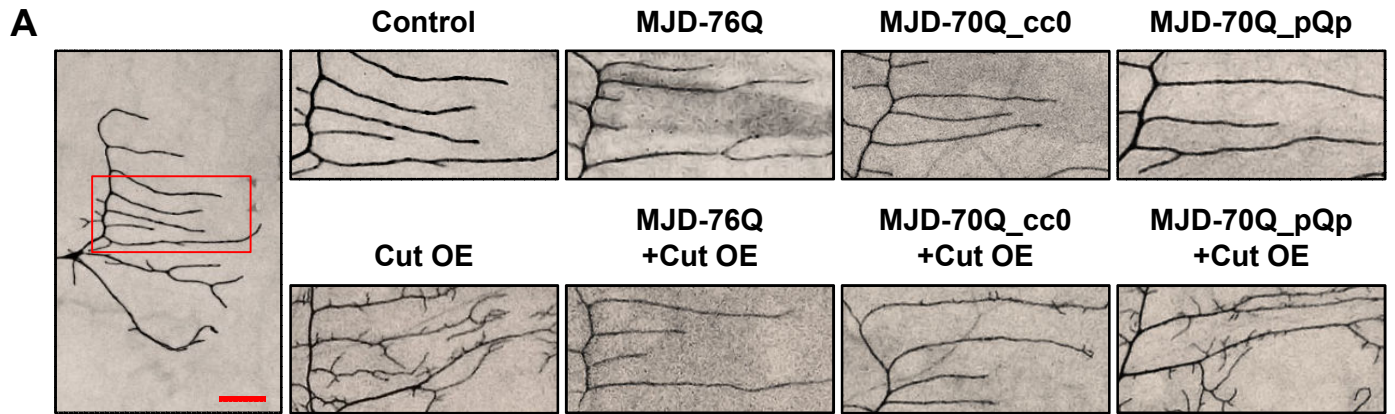 A
Control
MJD-76Q
MJD-70Q_cc0
MJD-70Q_pQp
Cut OE
MJD-76Q
+Cut OE
MJD-70Q_cc0
+Cut OE
MJD-70Q_pQp
+Cut OE